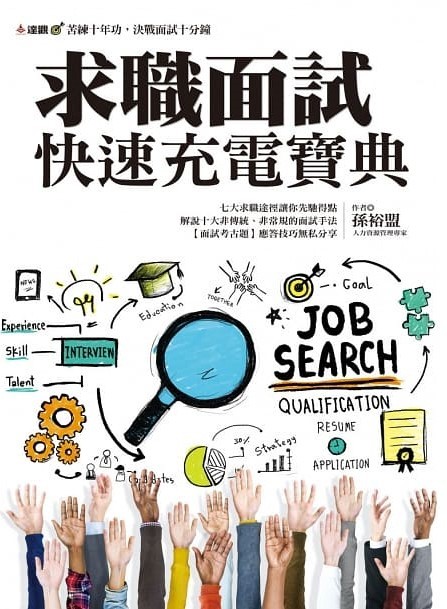 達觀 苦練十年功，決戰面試十分鐘
求職面試
快速充電寶典
七大求職途徑讓你先馳得點
解說十大非傳統、非常規的面試手法
【面試考古題】應答技巧無私分享
作者◎
孫裕盟
人力資源管理專家
NEWS
Education
TOGETHER
Goal
JOB
SEARCH
Experience
Skill
INTERVIEW
Talent
QUALIFICATION
RESUME
APPLICATION
30%
Strategy
Candidates